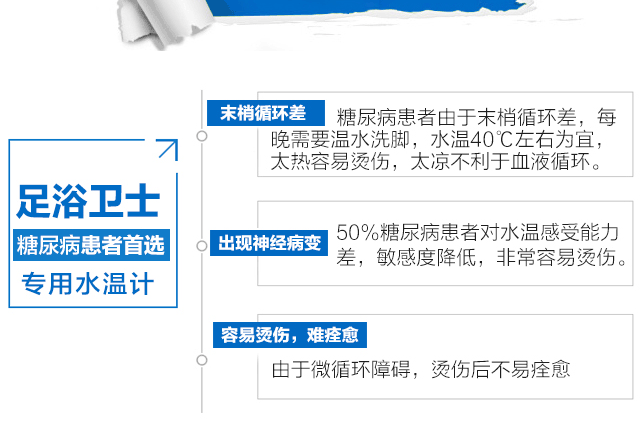 足浴卫士
糖尿病患者首选
专用水温计
末梢循环差
糖尿病患者由于末梢循环差，每
晚需要温水洗脚，水温40℃左右为宜，
太热容易烫伤，太凉不利于血液循环。
出现神经病变
50%糖尿病患者对水温感受能力
差，敏感度降低，非常容易烫伤。
容易烫伤，难痊愈
由于微循环障碍，烫伤后不易痊愈